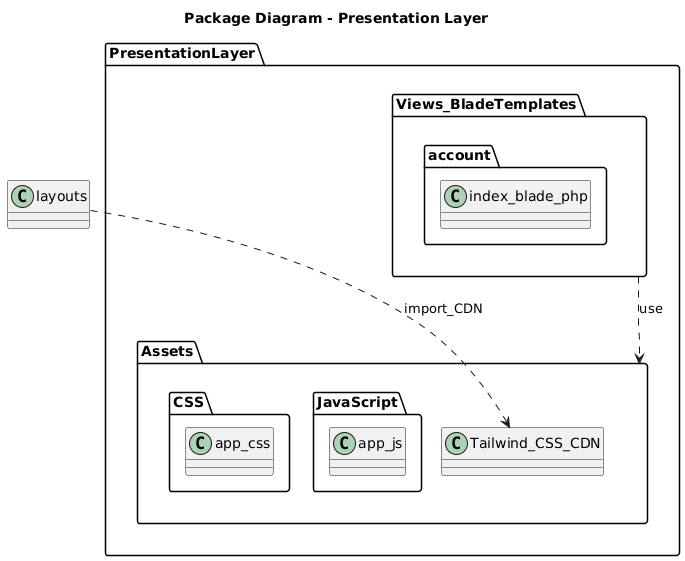 Package Diagram - Presentation Layer
PresentationLayer
Views_BladeTemplates
account
C index_blade_php
C layouts
import_CDN
use
Assets
CSS
C app_css
JavaScript
C app_js
C Tailwind_CSS_CDN